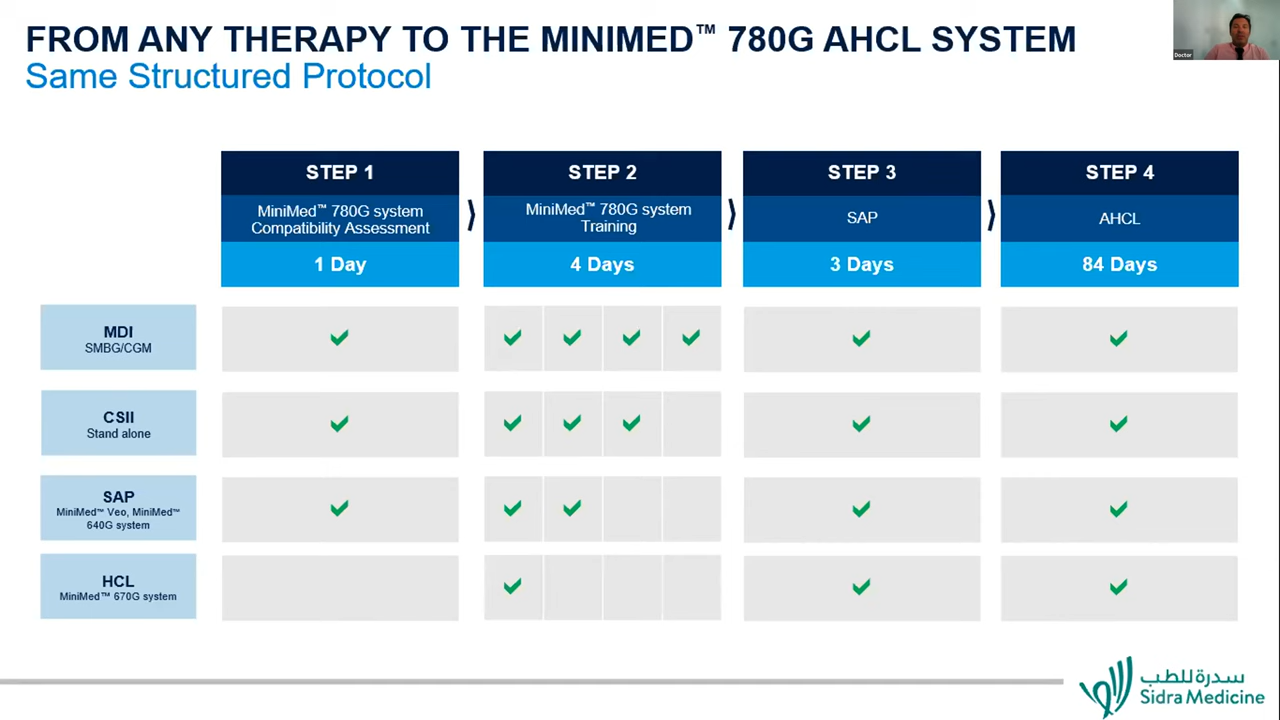 FROM ANY THERAPY TO THE MINIMED™ 780G AHCL SYSTEM
Same Structured Protocol
Doctor
STEP 1
MiniMed™ 780G system
Compatibility Assessment
1 Day
STEP 2
MiniMed™ 780G system
Training
4 Days
STEP 3
SAP
3 Days
STEP 4
AHCL
84 Days
MDI
SMBG/CGM
CSII
Stand alone
SAP
MiniMed™ Veo, MiniMed™
640G system
HCL
MiniMed™ 670G system
سدرة للطب
Sidra Medicine